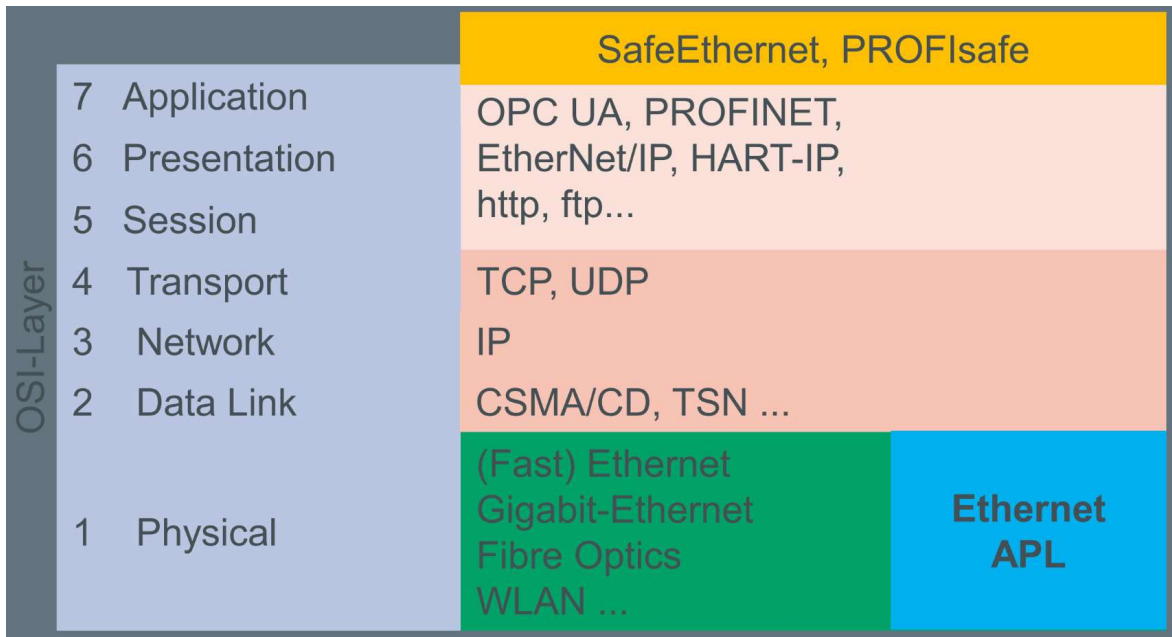 SafeEthernet, PROFIsafe
OSI-Layer
7 Application
6 Presentation
5 Session
4 Transport
3 Network
2 Data Link
1 Physical
OPC UA, PROFINET,
EtherNet/IP, HART-IP,
http, ftp...
TCP, UDP
IP
CSMA/CD, TSN ...
(Fast) Ethernet
Gigabit-Ethernet
Fibre Optics
WLAN ...
Ethernet
APL